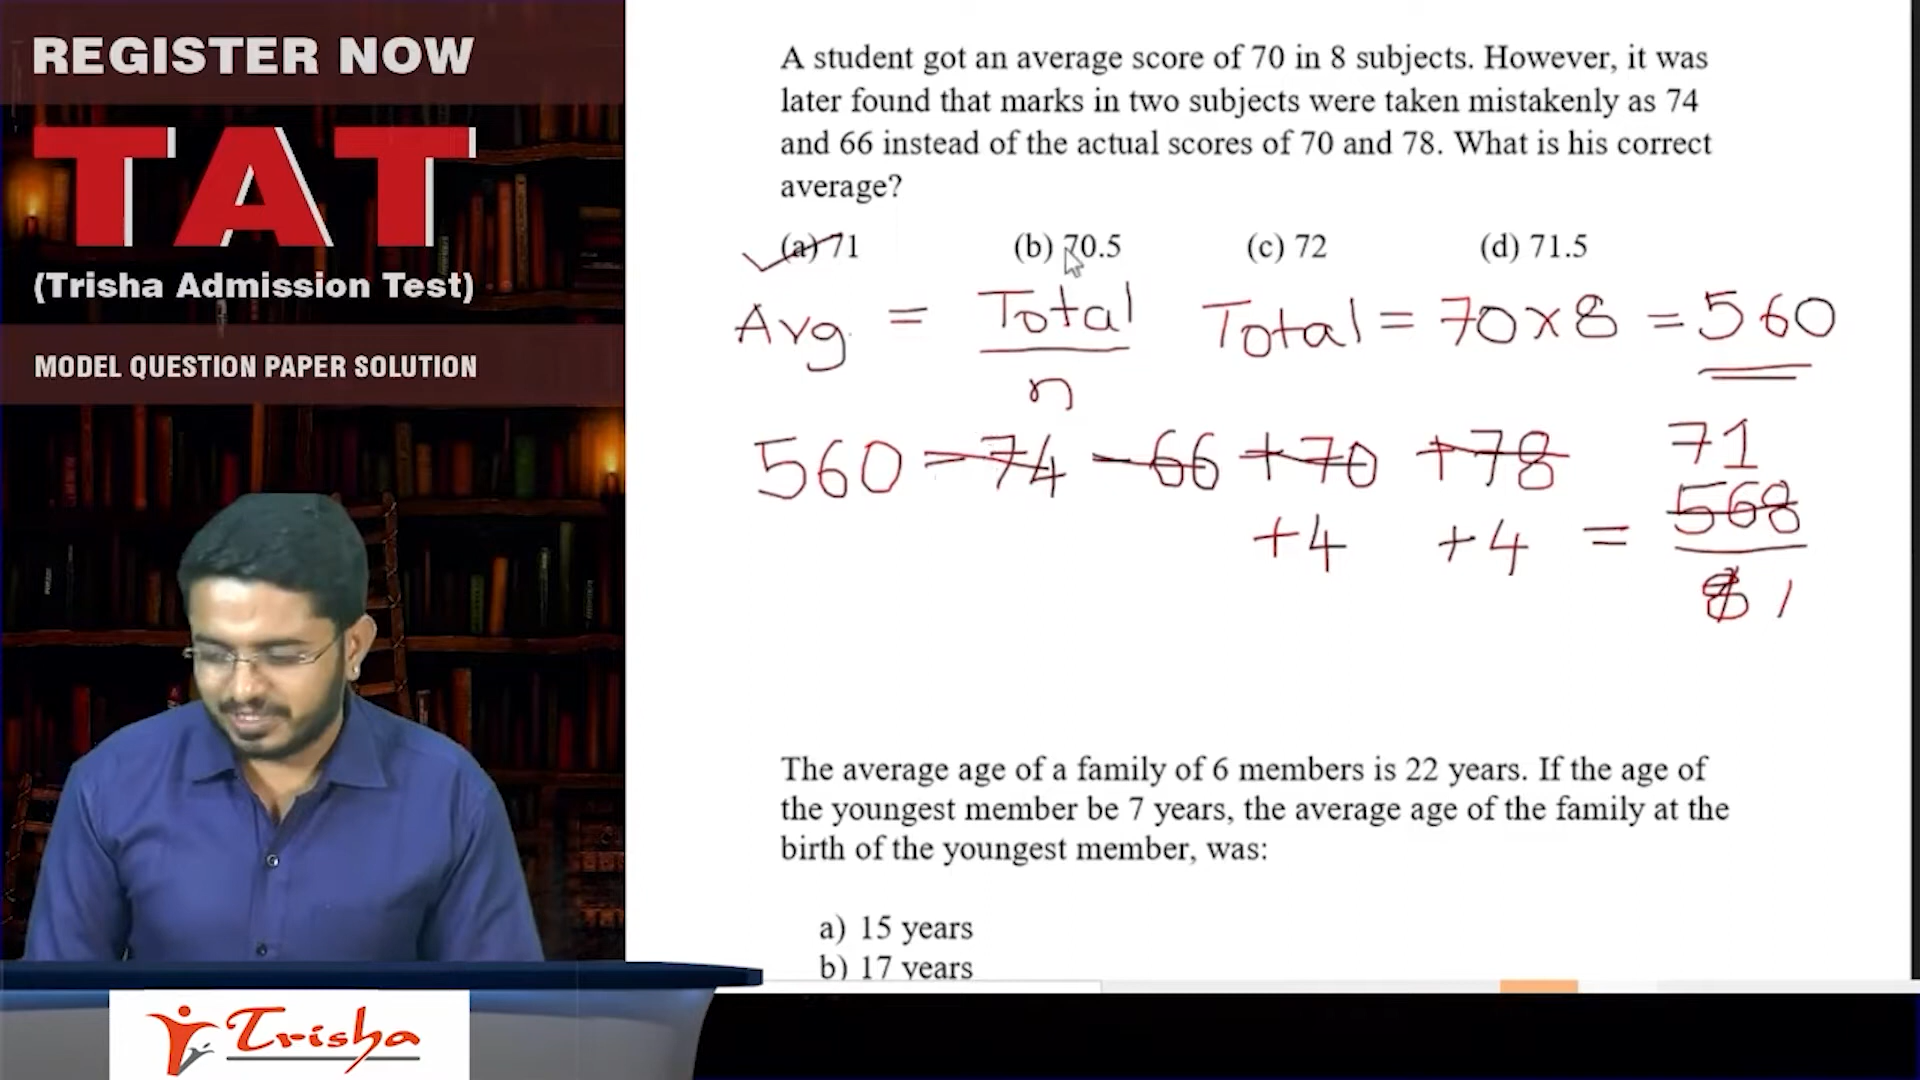 REGISTER NOW
TAT
(Trisha Admission Test)
MODEL QUESTION PAPER SOLUTION
Trisha
A student got an average score of 70 in 8 subjects. However, it was
later found that marks in two subjects were taken mistakenly as 74
and 66 instead of the actual scores of 70 and 78. What is his correct
average?
(a) 71 (b) 70.5 (c) 72 (d) 71.5
Avg = Total / n Total = 70 x 8 = 560
560 - 74 - 66 + 70 + 78 71
+4 +4 = 568
8 1
The average age of a family of 6 members is 22 years. If the age of
the youngest member be 7 years, the average age of the family at the
birth of the youngest member, was:
a) 15 years
b) 17 years